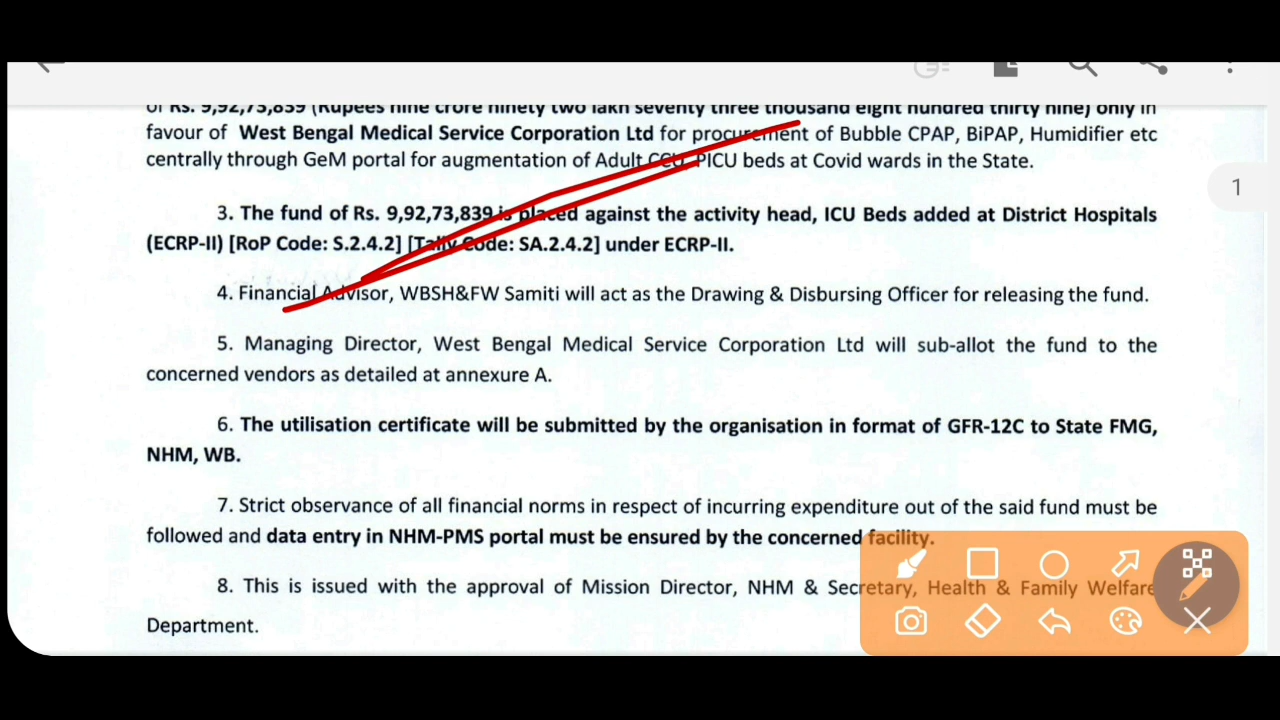 of Rs. 9,92,73,839 (Rupees nine crore ninety two lakh seventy three thousand eight hundred thirty nine) only in
favour of West Bengal Medical Service Corporation Ltd for procurement of Bubble CPAP, BiPAP, Humidifier etc
centrally through GeM portal for augmentation of Adult CCU, PICU beds at Covid wards in the State.
1
3. The fund of Rs. 9,92,73,839 is placed against the activity head, ICU Beds added at District Hospitals
(ECRP-II) [RoP Code: S.2.4.2] [Tally Code: SA.2.4.2] under ECRP-II.
4. Financial Advisor, WBSH&FW Samiti will act as the Drawing & Disbursing Officer for releasing the fund.
5. Managing Director, West Bengal Medical Service Corporation Ltd will sub-allot the fund to the
concerned vendors as detailed at annexure A.
6. The utilisation certificate will be submitted by the organisation in format of GFR-12C to State FMG,
NHM, WB.
7. Strict observance of all financial norms in respect of incurring expenditure out of the said fund must be
followed and data entry in NHM-PMS portal must be ensured by the concerned facility.
8. This is issued with the approval of Mission Director, NHM & Secretary, Health & Family Welfare
Department.